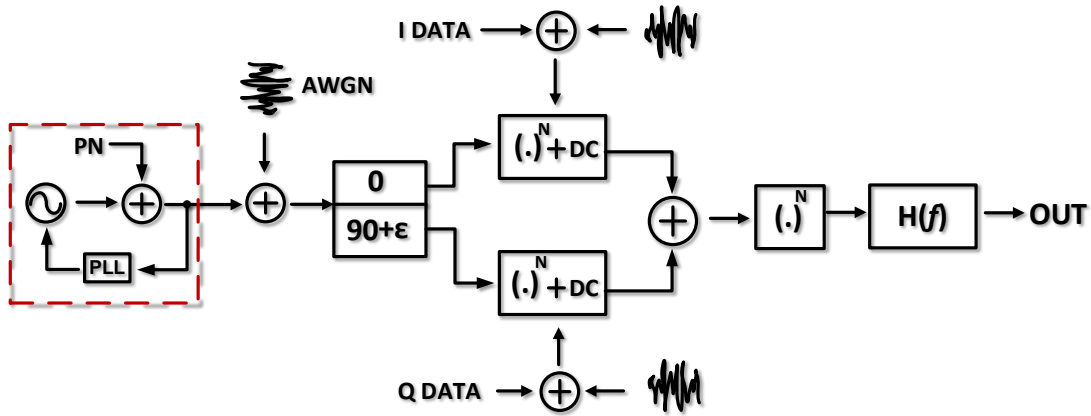 I DATA
AWGN
PN
PLL
0
90+ε
(.)^N + DC
(.)^N + DC
(.)^N
H(f)
OUT
Q DATA